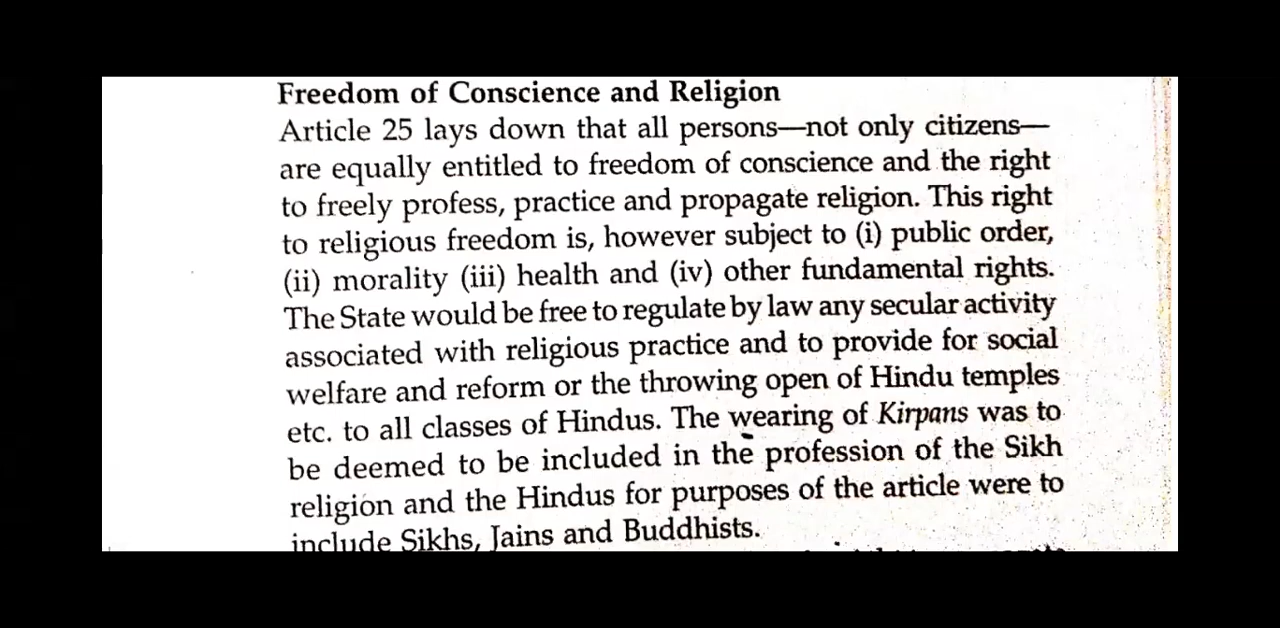 Freedom of Conscience and Religion
Article 25 lays down that all persons—not only citizens—
are equally entitled to freedom of conscience and the right
to freely profess, practice and propagate religion. This right
to religious freedom is, however subject to (i) public order,
(ii) morality (iii) health and (iv) other fundamental rights.
The State would be free to regulate by law any secular activity
associated with religious practice and to provide for social
welfare and reform or the throwing open of Hindu temples
etc. to all classes of Hindus. The wearing of Kirpans was to
be deemed to be included in the profession of the Sikh
religion and the Hindus for purposes of the article were to
include Sikhs, Jains and Buddhists.